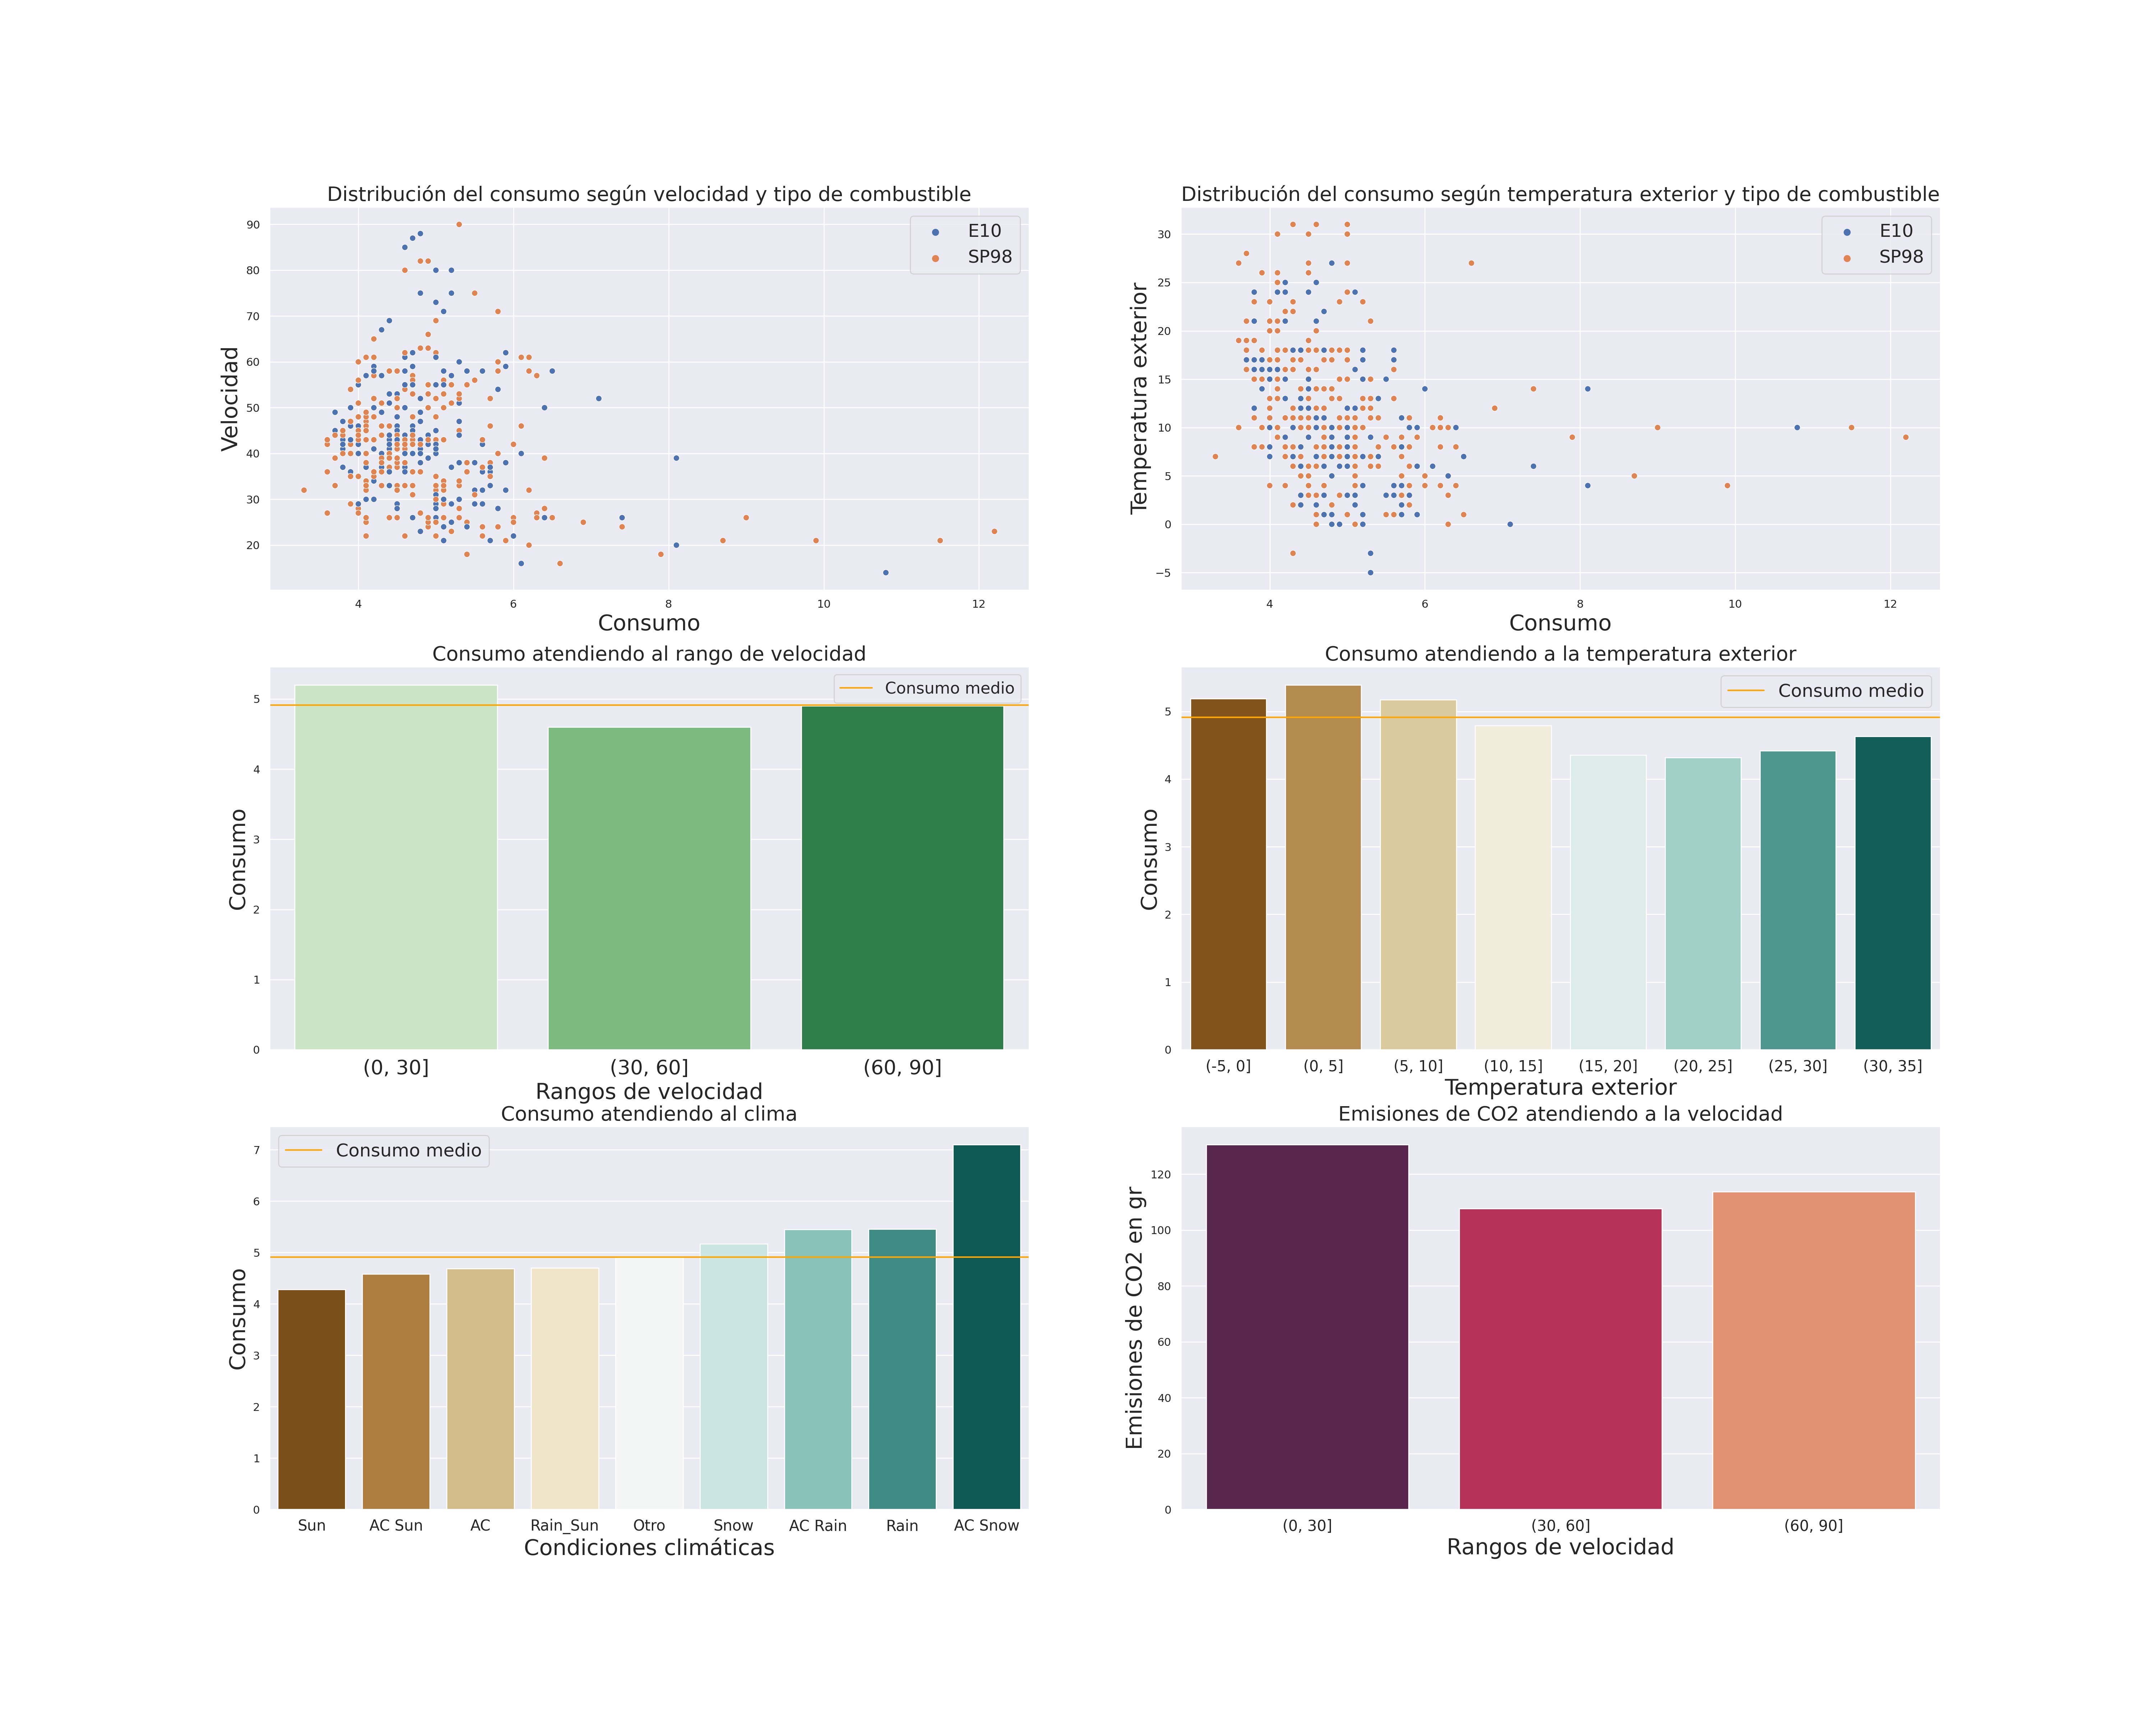 Distribución del consumo según velocidad y tipo de combustible
E10
SP98
90
80
70
60
50
40
30
20
Velocidad
4 6 8 10 12
Consumo
Distribución del consumo según temperatura exterior y tipo de combustible
E10
SP98
30
25
20
15
10
5
0
−5
Temperatura exterior
4 6 8 10 12
Consumo
Consumo atendiendo al rango de velocidad
Consumo medio
5
4
3
2
1
0
Consumo
(0, 30] (30, 60] (60, 90]
Rangos de velocidad
Consumo atendiendo a la temperatura exterior
Consumo medio
5
4
3
2
1
0
Consumo
(-5, 0] (0, 5] (5, 10] (10, 15] (15, 20] (20, 25] (25, 30] (30, 35]
Temperatura exterior
Consumo atendiendo al clima
Consumo medio
7
6
5
4
3
2
1
0
Consumo
Sun AC Sun AC Rain_Sun Otro Snow AC Rain Rain AC Snow
Condiciones climáticas
Emisiones de CO2 atendiendo a la velocidad
120
100
80
60
40
20
0
Emisiones de CO2 en gr
(0, 30] (30, 60] (60, 90]
Rangos de velocidad